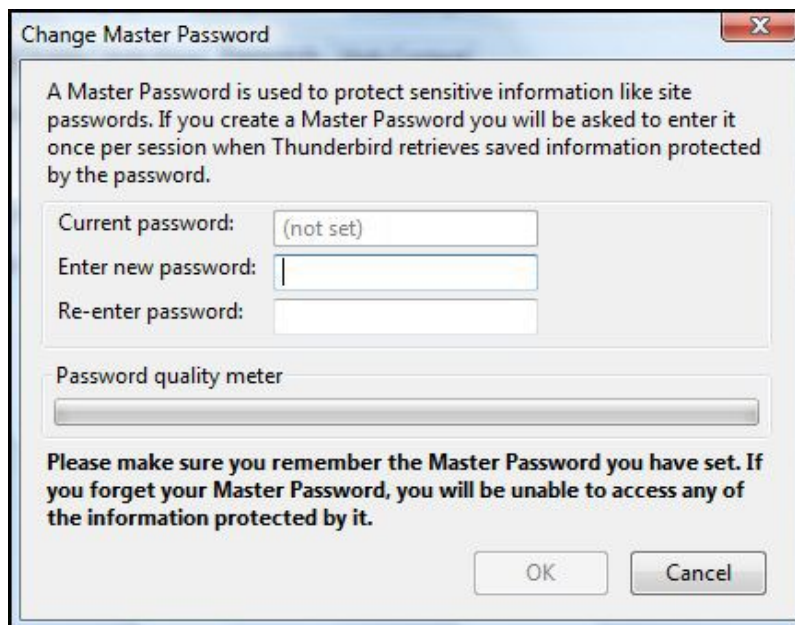 Change Master Password
A Master Password is used to protect sensitive information like site
passwords. If you create a Master Password you will be asked to enter it
once per session when Thunderbird retrieves saved information protected
by the password.
Current password: (not set)
Enter new password:
Re-enter password:
Password quality meter
Please make sure you remember the Master Password you have set. If
you forget your Master Password, you will be unable to access any of
the information protected by it.
OK Cancel